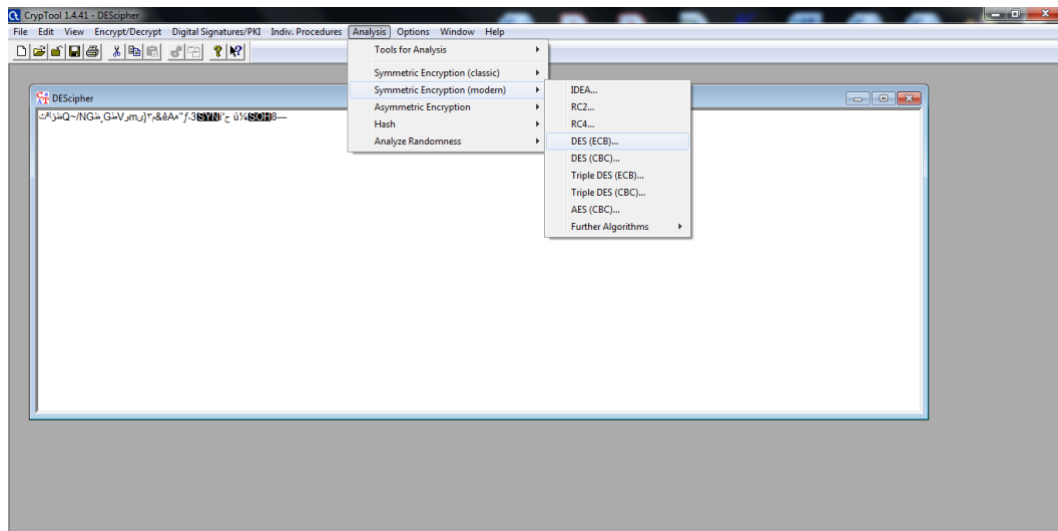 CrypTool 1.4.41 - DEScipher
File Edit View Encrypt/Decrypt Digital Signatures/PKI Indiv. Procedures Analysis Options Window Help
Tools for Analysis
Symmetric Encryption (classic)
Symmetric Encryption (modern)
Asymmetric Encryption
Hash
Analyze Randomness
IDEA...
RC2...
RC4...
DES (ECB)...
DES (CBC)...
Triple DES (ECB)...
Triple DES (CBC)...
AES (CBC)...
Further Algorithms
DEScipher